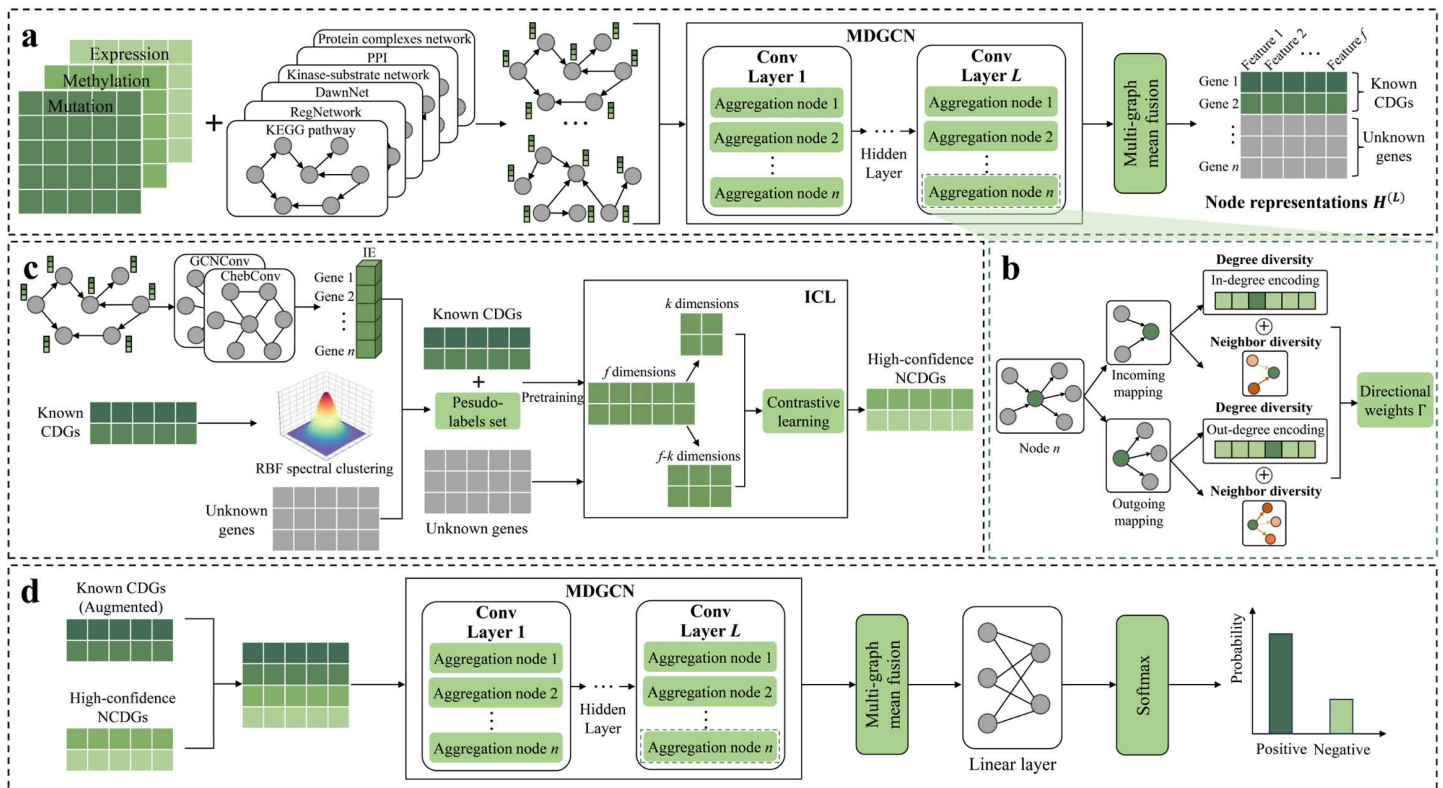 a
Expression
Methylation
Mutation
+
Protein complexes network
PPI
Kinase-substrate network
DawnNet
RegNetwork
KEGG pathway
...
MDGCN
Conv
Layer 1
Aggregation node 1
Aggregation node 2
⋮
Aggregation node n
...
Hidden
Layer
Conv
Layer L
Aggregation node 1
Aggregation node 2
⋮
Aggregation node n
Multi-graph
mean fusion
Feature 1
Feature 2
...
Feature f
Gene 1
Gene 2
⋮
Gene n
Known
CDGs
Unknown
genes
Node representations H(L)
c
GCNConv
ChebConv
IE
Gene 1
Gene 2
⋮
Gene n
Known
CDGs
RBF spectral clustering
Unknown
genes
Known CDGs
+
Pesudo-
labels set
Pretraining
Unknown genes
ICL
k dimensions
f dimensions
f-k dimensions
Contrastive
learning
High-confidence
NCDGs
b
Node n
Incoming
mapping
Outgoing
mapping
Degree diversity
In-degree encoding
+
Neighbor diversity
Degree diversity
Out-degree encoding
+
Neighbor diversity
Directional
weights Γ
d
Known CDGs
(Augmented)
High-confidence
NCDGs
MDGCN
Conv
Layer 1
Aggregation node 1
Aggregation node 2
⋮
Aggregation node n
...
Hidden
Layer
Conv
Layer L
Aggregation node 1
Aggregation node 2
⋮
Aggregation node n
Multi-graph
mean fusion
Linear layer
Softmax
Probability
Positive Negative